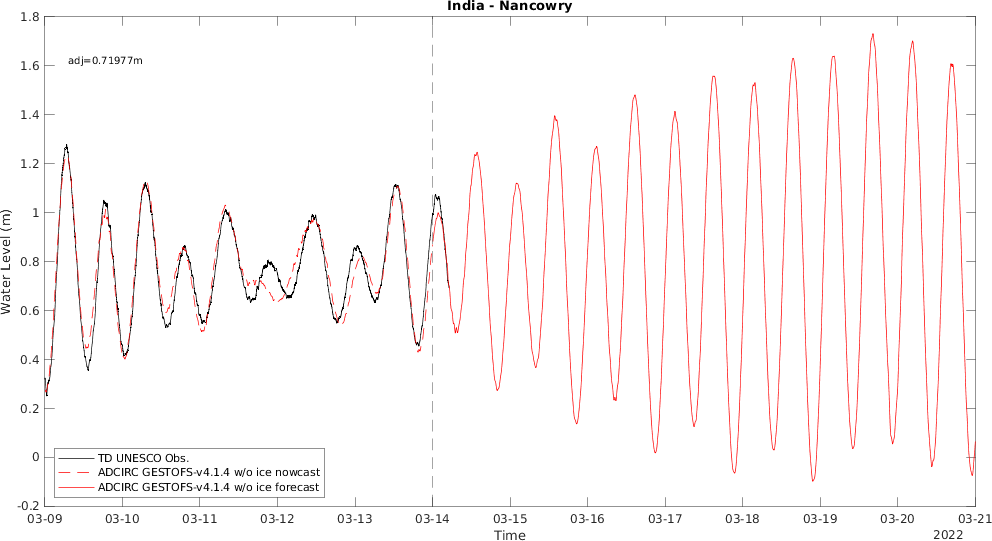 India - Nancowry
1.8
1.6
1.4
1.2
1
0.8
0.6
0.4
0.2
0
-0.2
Water Level (m)
adj=0.71977m
TD UNESCO Obs.
ADCIRC GESTOFS-v4.1.4 w/o ice nowcast
ADCIRC GESTOFS-v4.1.4 w/o ice forecast
03-09 03-10 03-11 03-12 03-13 03-14 03-15 03-16 03-17 03-18 03-19 03-20 03-21
Time
2022